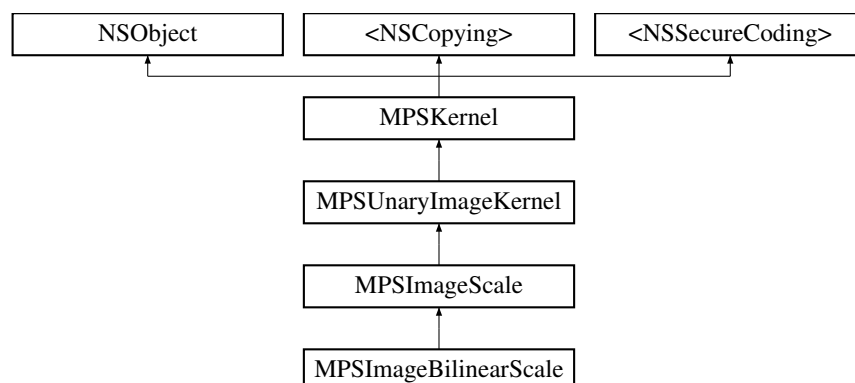 NSObject
<NSCopying>
<NSSecureCoding>
MPSKernel
MPSUnaryImageKernel
MPSImageScale
MPSImageBilinearScale